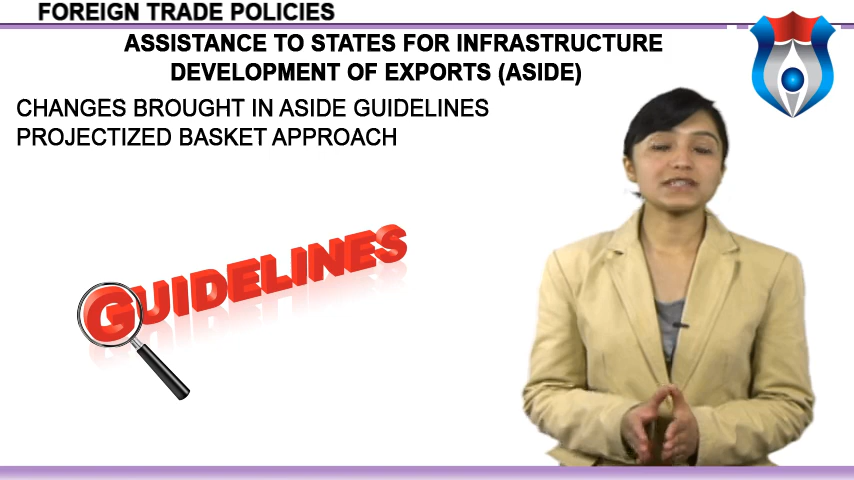 FOREIGN TRADE POLICIES
ASSISTANCE TO STATES FOR INFRASTRUCTURE
DEVELOPMENT OF EXPORTS (ASIDE)
CHANGES BROUGHT IN ASIDE GUIDELINES
PROJECTIZED BASKET APPROACH
GUIDELINES